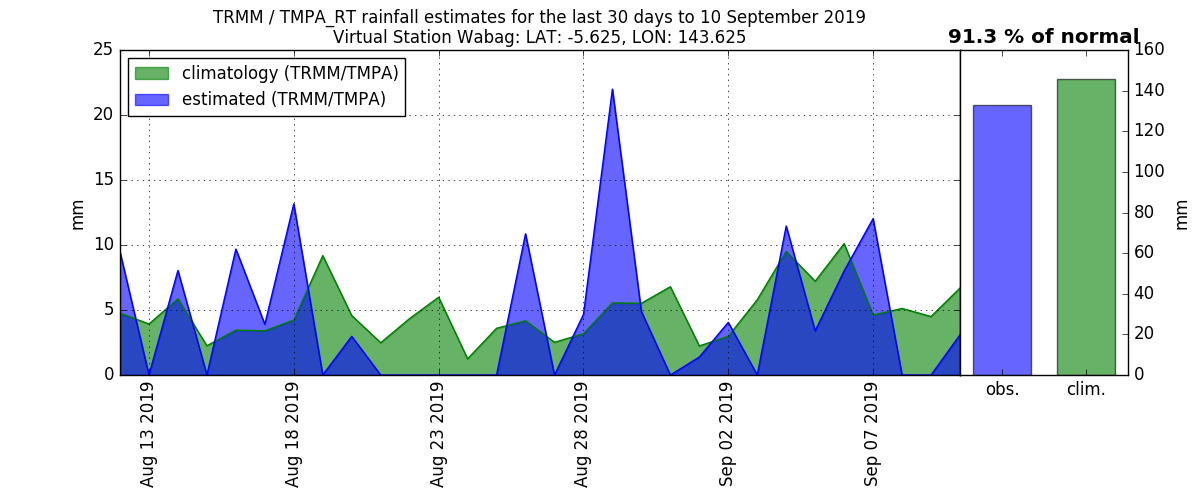 TRMM / TMPA_RT rainfall estimates for the last 30 days to 10 September 2019
Virtual Station Wabag: LAT: -5.625, LON: 143.625
91.3 % of normal
climatology (TRMM/TMPA)
estimated (TRMM/TMPA)
mm
25
20
15
10
5
0
Aug 13 2019
Aug 18 2019
Aug 23 2019
Aug 28 2019
Sep 02 2019
Sep 07 2019
160
140
120
100
80
60
40
20
0
mm
obs.
clim.